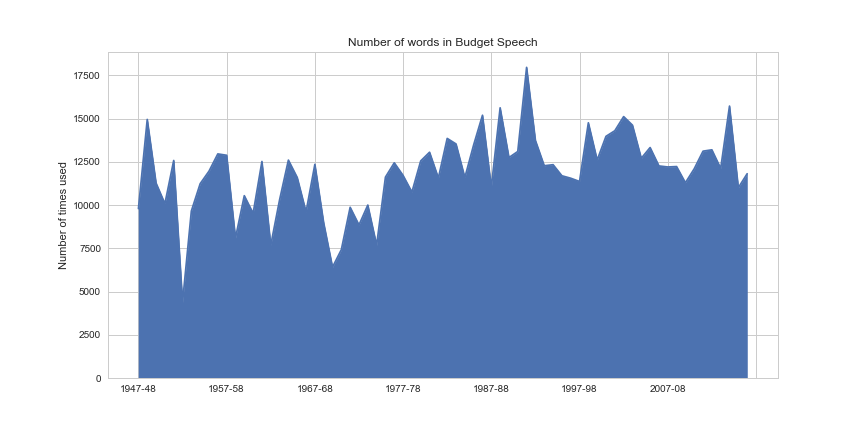 Number of words in Budget Speech
Number of times used
17500
15000
12500
10000
7500
5000
2500
0
1947-48 1957-58 1967-68 1977-78 1987-88 1997-98 2007-08